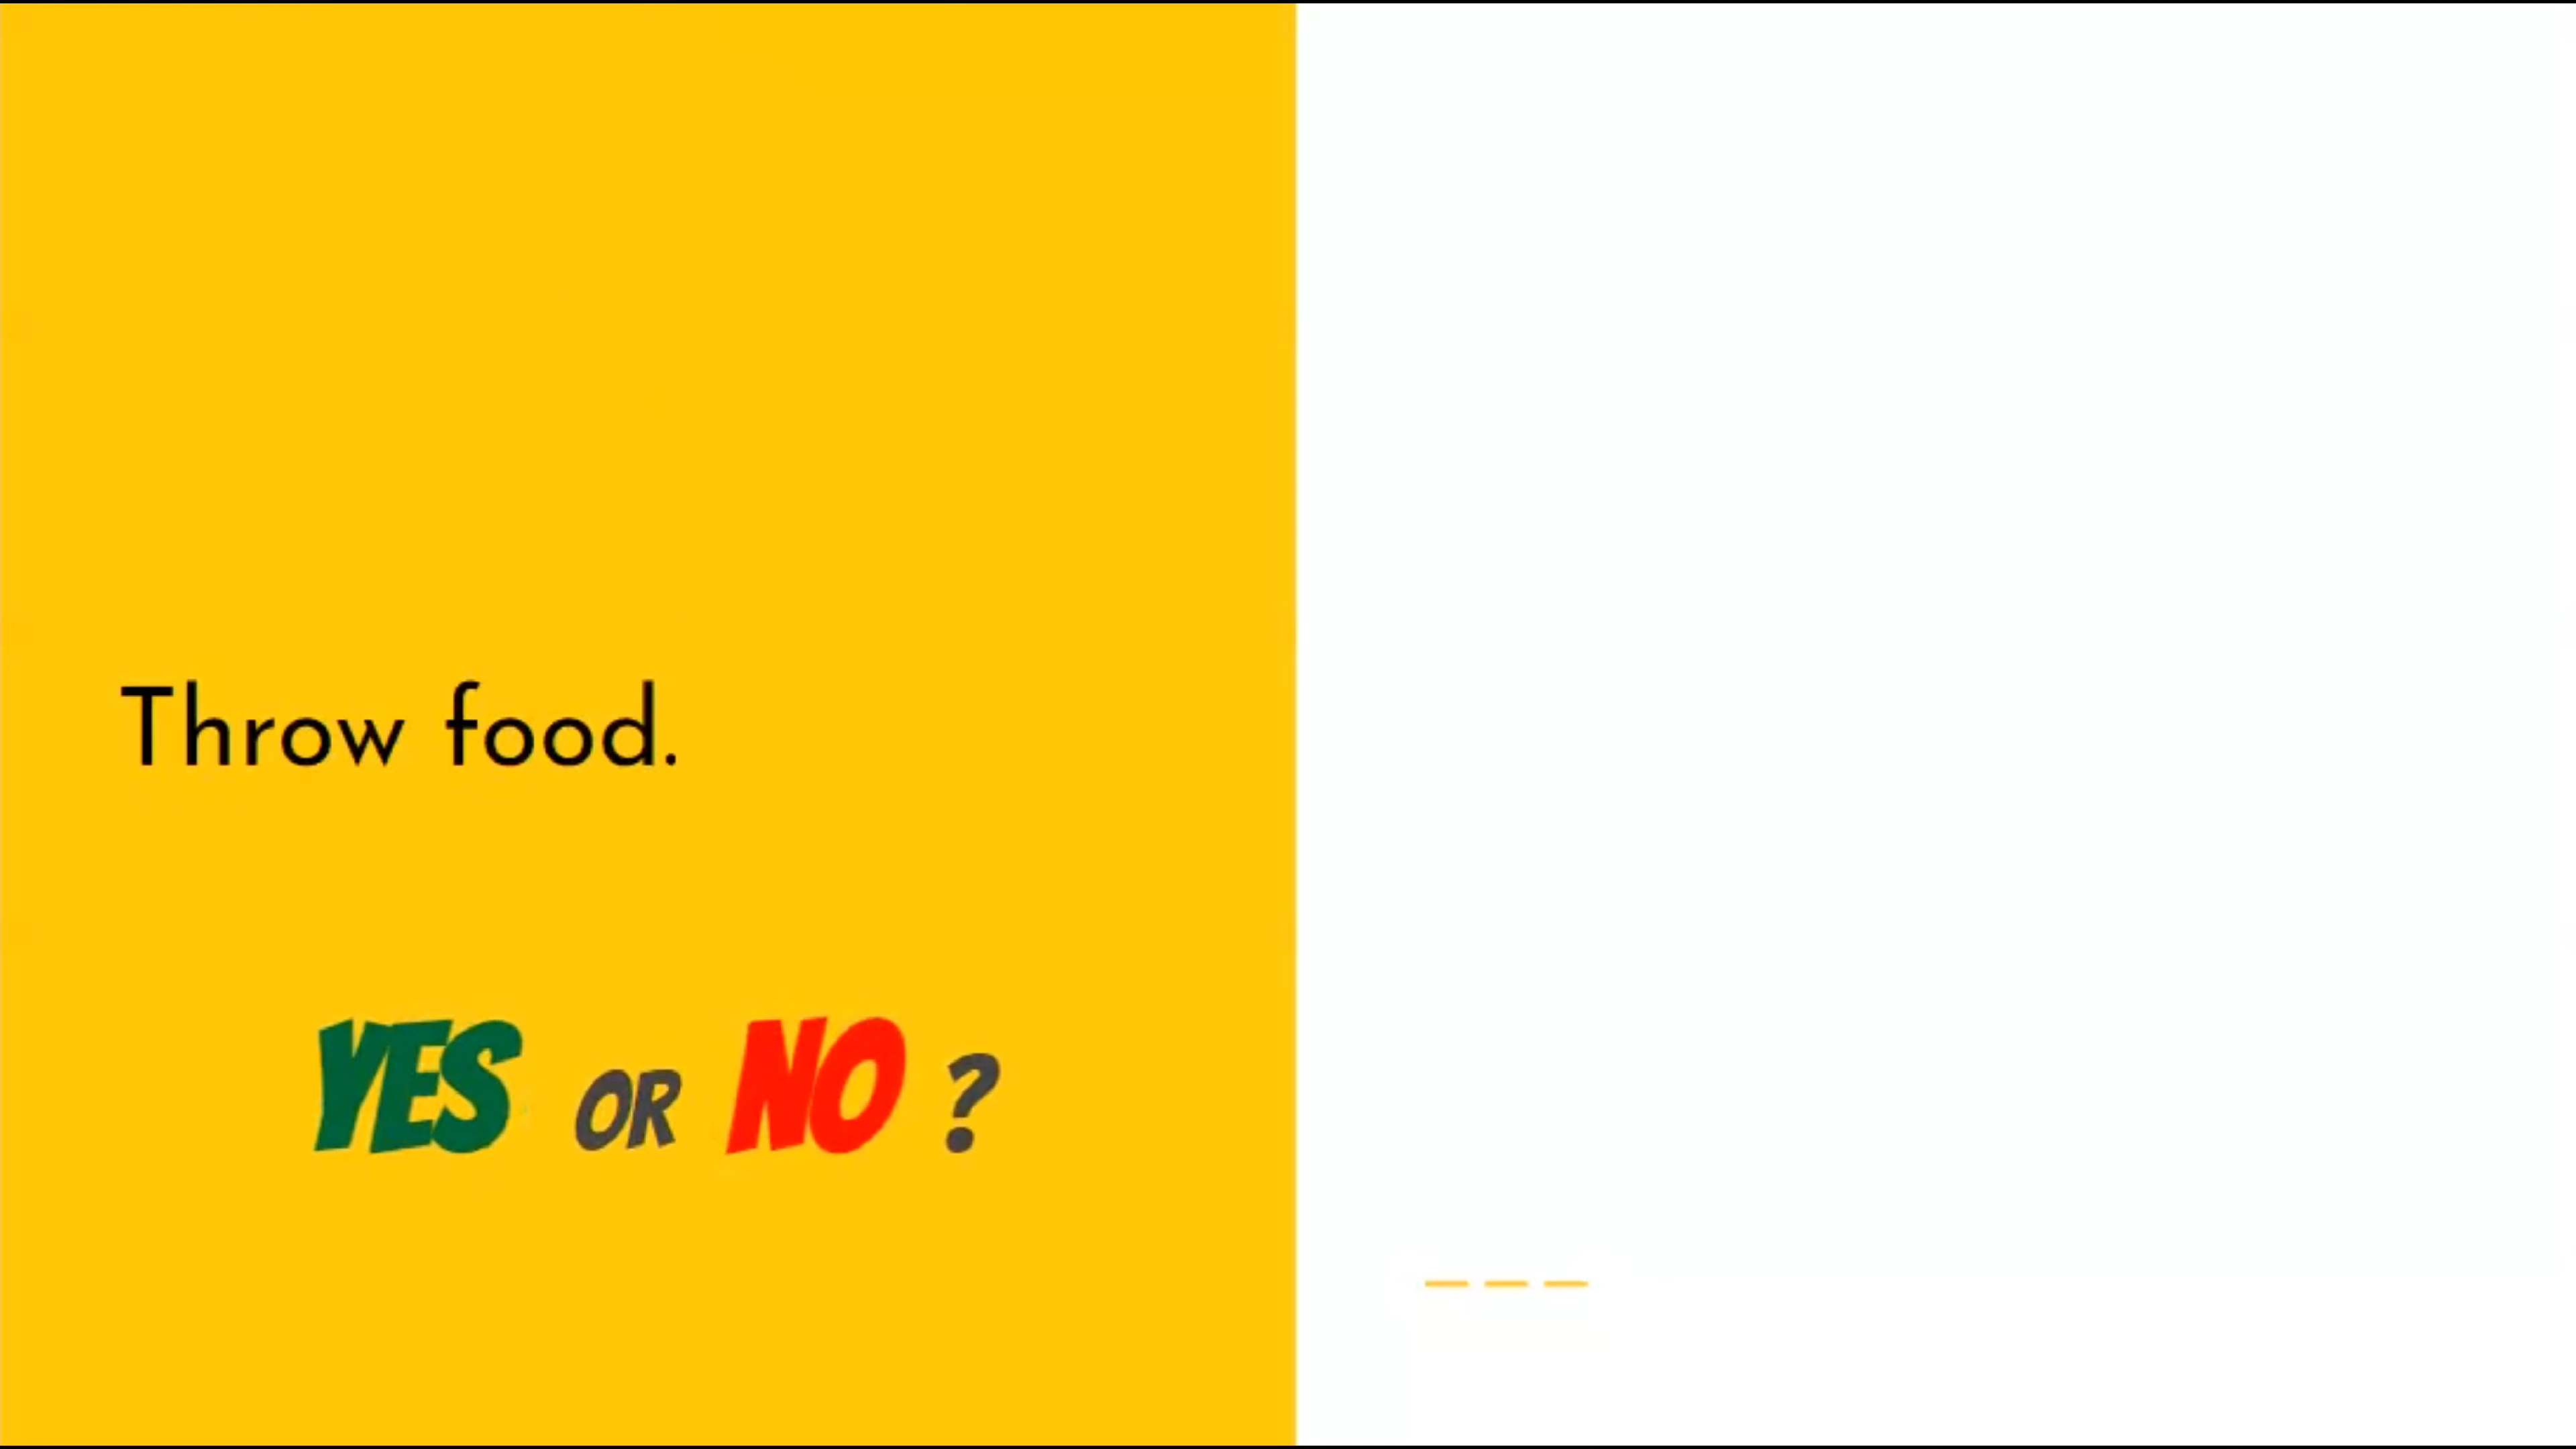 Throw food.
YES OR NO ?